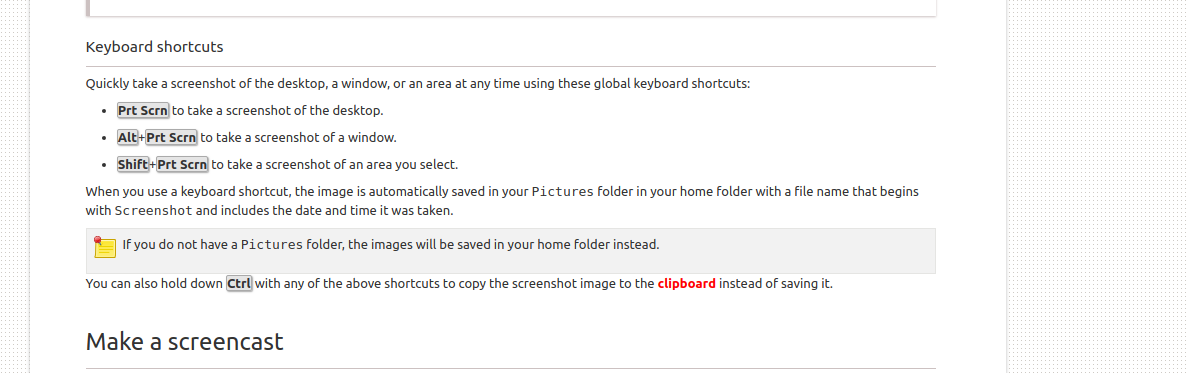 Keyboard shortcuts
Quickly take a screenshot of the desktop, a window, or an area at any time using these global keyboard shortcuts:
• Prt Scrn to take a screenshot of the desktop.
• Alt+Prt Scrn to take a screenshot of a window.
• Shift+Prt Scrn to take a screenshot of an area you select.
When you use a keyboard shortcut, the image is automatically saved in your Pictures folder in your home folder with a file name that begins
with Screenshot and includes the date and time it was taken.
If you do not have a Pictures folder, the images will be saved in your home folder instead.
You can also hold down Ctrl with any of the above shortcuts to copy the screenshot image to the clipboard instead of saving it.
Make a screencast